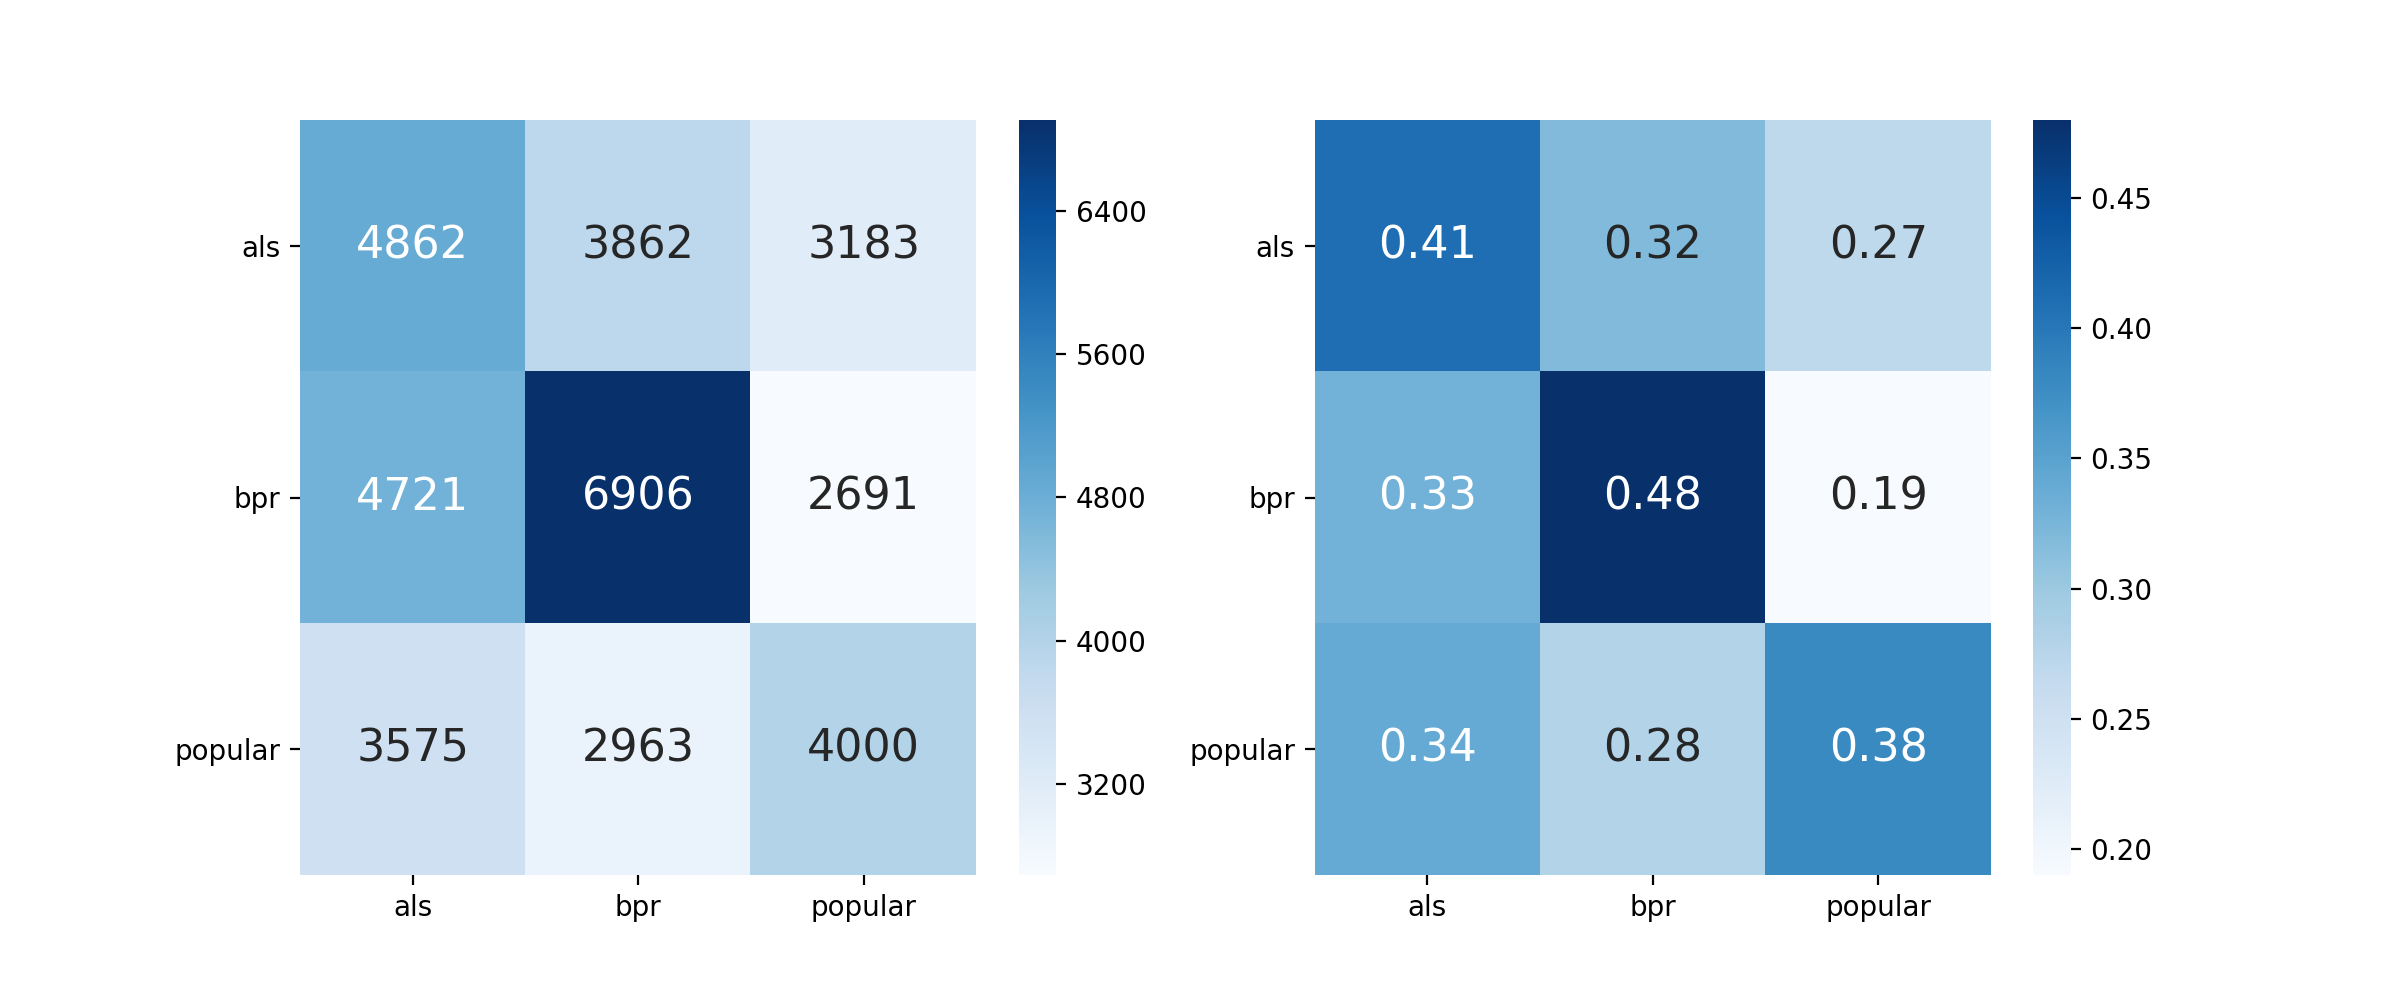 als 4862 3862 3183
bpr 4721 6906 2691
popular 3575 2963 4000
als bpr popular
6400
5600
4800
4000
3200
als 0.41 0.32 0.27
bpr 0.33 0.48 0.19
popular 0.34 0.28 0.38
als bpr popular
0.45
0.40
0.35
0.30
0.25
0.20